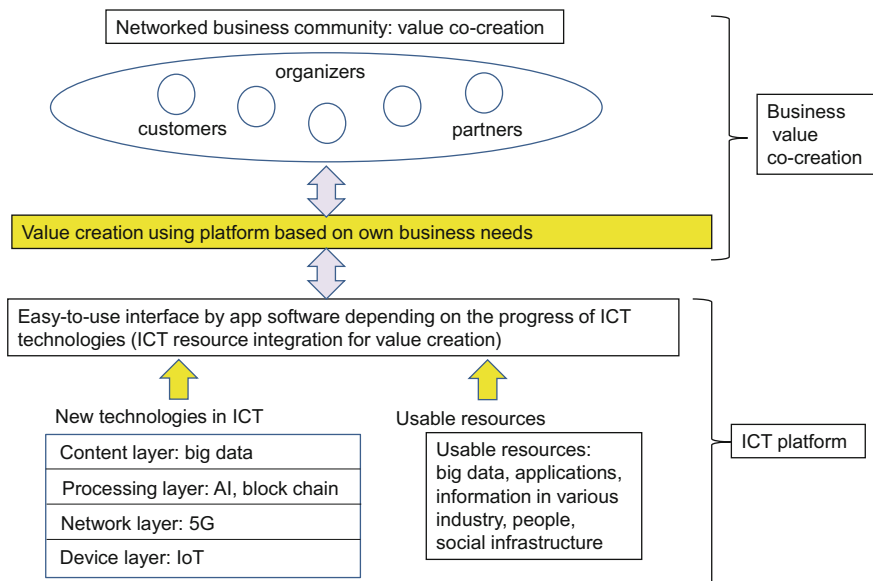 Networked business community: value co-creation
organizers
customers
partners
Business
value
co-creation
Value creation using platform based on own business needs
Easy-to-use interface by app software depending on the progress of ICT
technologies (ICT resource integration for value creation)
New technologies in ICT
Content layer: big data
Processing layer: AI, block chain
Network layer: 5G
Device layer: IoT
Usable resources
Usable resources:
big data, applications,
information in various
industry, people,
social infrastructure
ICT platform